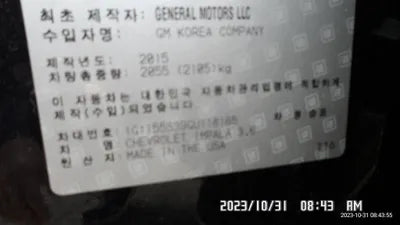 최초 제작자: GENERAL MOTORS LLC
수입자명: GM KOREA COMPANY
제작년도: 2015
차량총중량: 2055 (2105)kg
이 자동차는 대한민국 자동차관리법령에 적합하게
제작(수입)되었습니다
차대번호:
차 명: CHEVROLET IMPALA 3.6 차 종 승용
원산지: MADE IN THE USA
2023/10/31 08:43 AM
2023-10-31 08:43:55